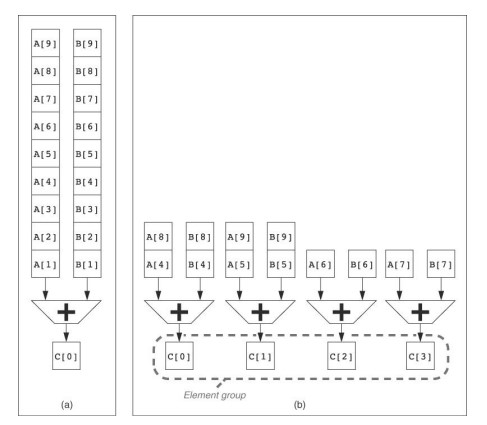 A[9] B[9]
A[8] B[8]
A[7] B[7]
A[6] B[6]
A[5] B[5]
A[4] B[4]
A[3] B[3]
A[2] B[2]
A[1] B[1]
+
C[0]
(a)
A[8] B[8] A[9] B[9]
A[4] B[4] A[5] B[5] A[6] B[6] A[7] B[7]
+ + + +
C[0] C[1] C[2] C[3]
Element group
(b)